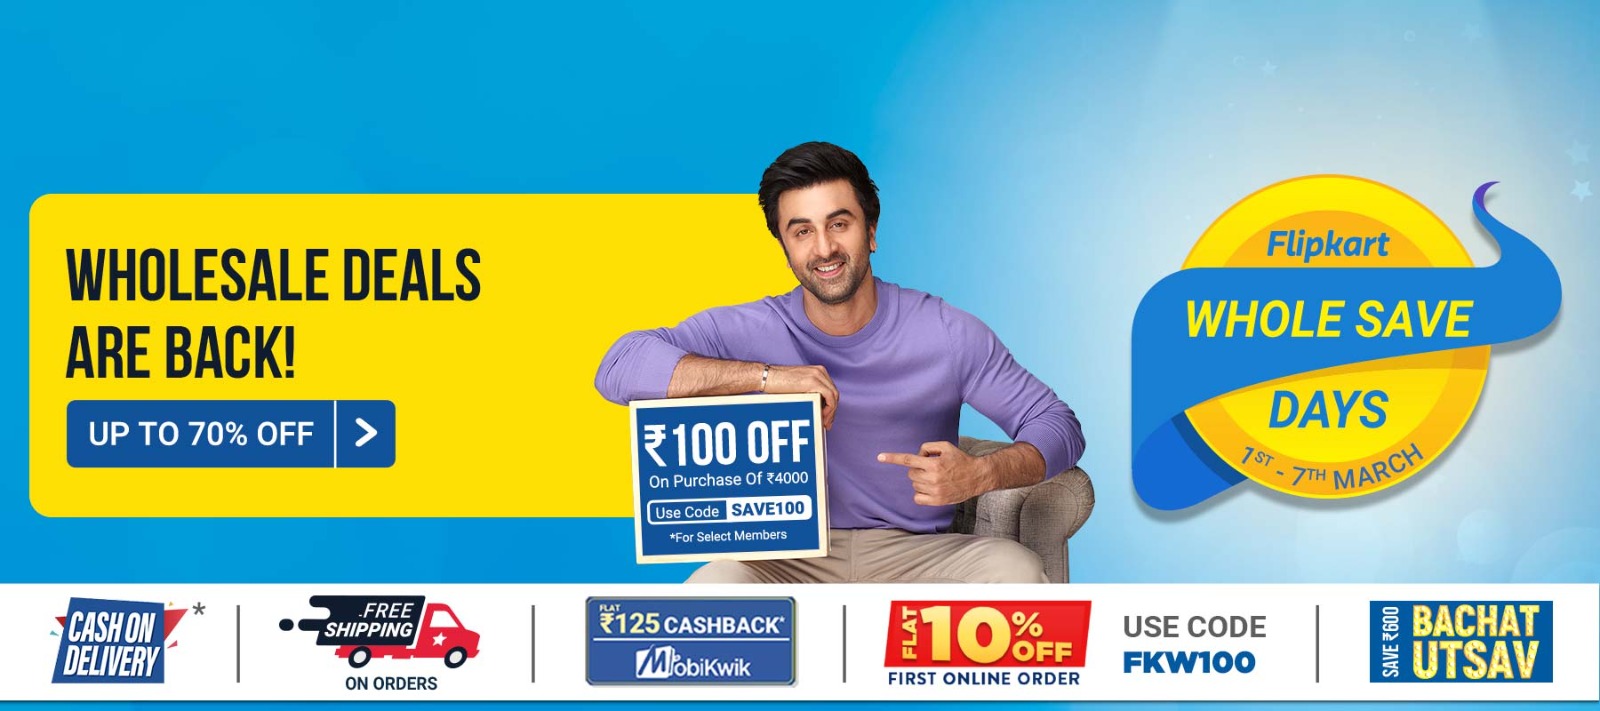 WHOLESALE DEALS
ARE BACK!
UP TO 70% OFF
₹100 OFF
On Purchase Of ₹4000
Use Code SAVE100
*For Select Members
Flipkart
WHOLE SAVE
DAYS
1ST - 7TH MARCH
CASH ON
DELIVERY
*
FREE
SHIPPING
ON ORDERS
FLAT
₹125 CASHBACK*
MobiKwik
FLAT
10% OFF
FIRST ONLINE ORDER
USE CODE
FKW100
SAVE ₹600
BACHAT
UTSAV